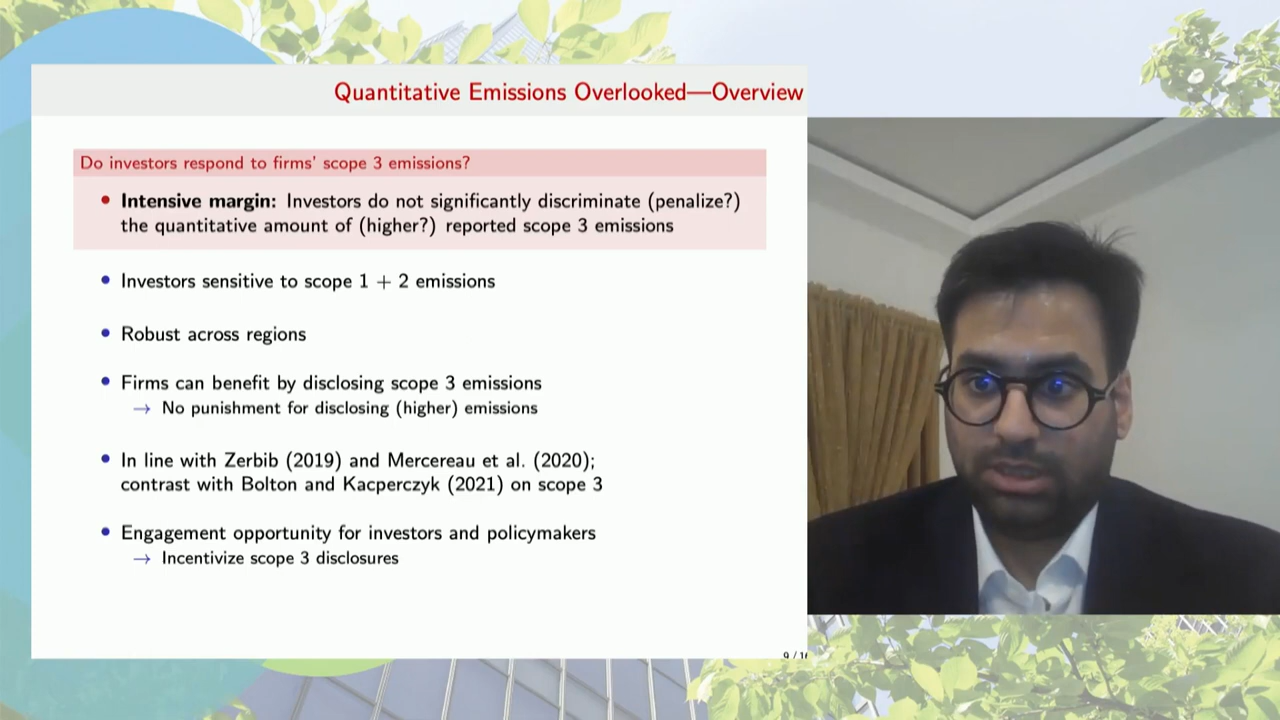 Quantitative Emissions Overlooked—Overview
Do investors respond to firms' scope 3 emissions?
• Intensive margin: Investors do not significantly discriminate (penalize?)
the quantitative amount of (higher?) reported scope 3 emissions
• Investors sensitive to scope 1 + 2 emissions
• Robust across regions
• Firms can benefit by disclosing scope 3 emissions
→ No punishment for disclosing (higher) emissions
• In line with Zerbib (2019) and Mercereau et al. (2020);
contrast with Bolton and Kacperczyk (2021) on scope 3
• Engagement opportunity for investors and policymakers
→ Incentivize scope 3 disclosures
9 /